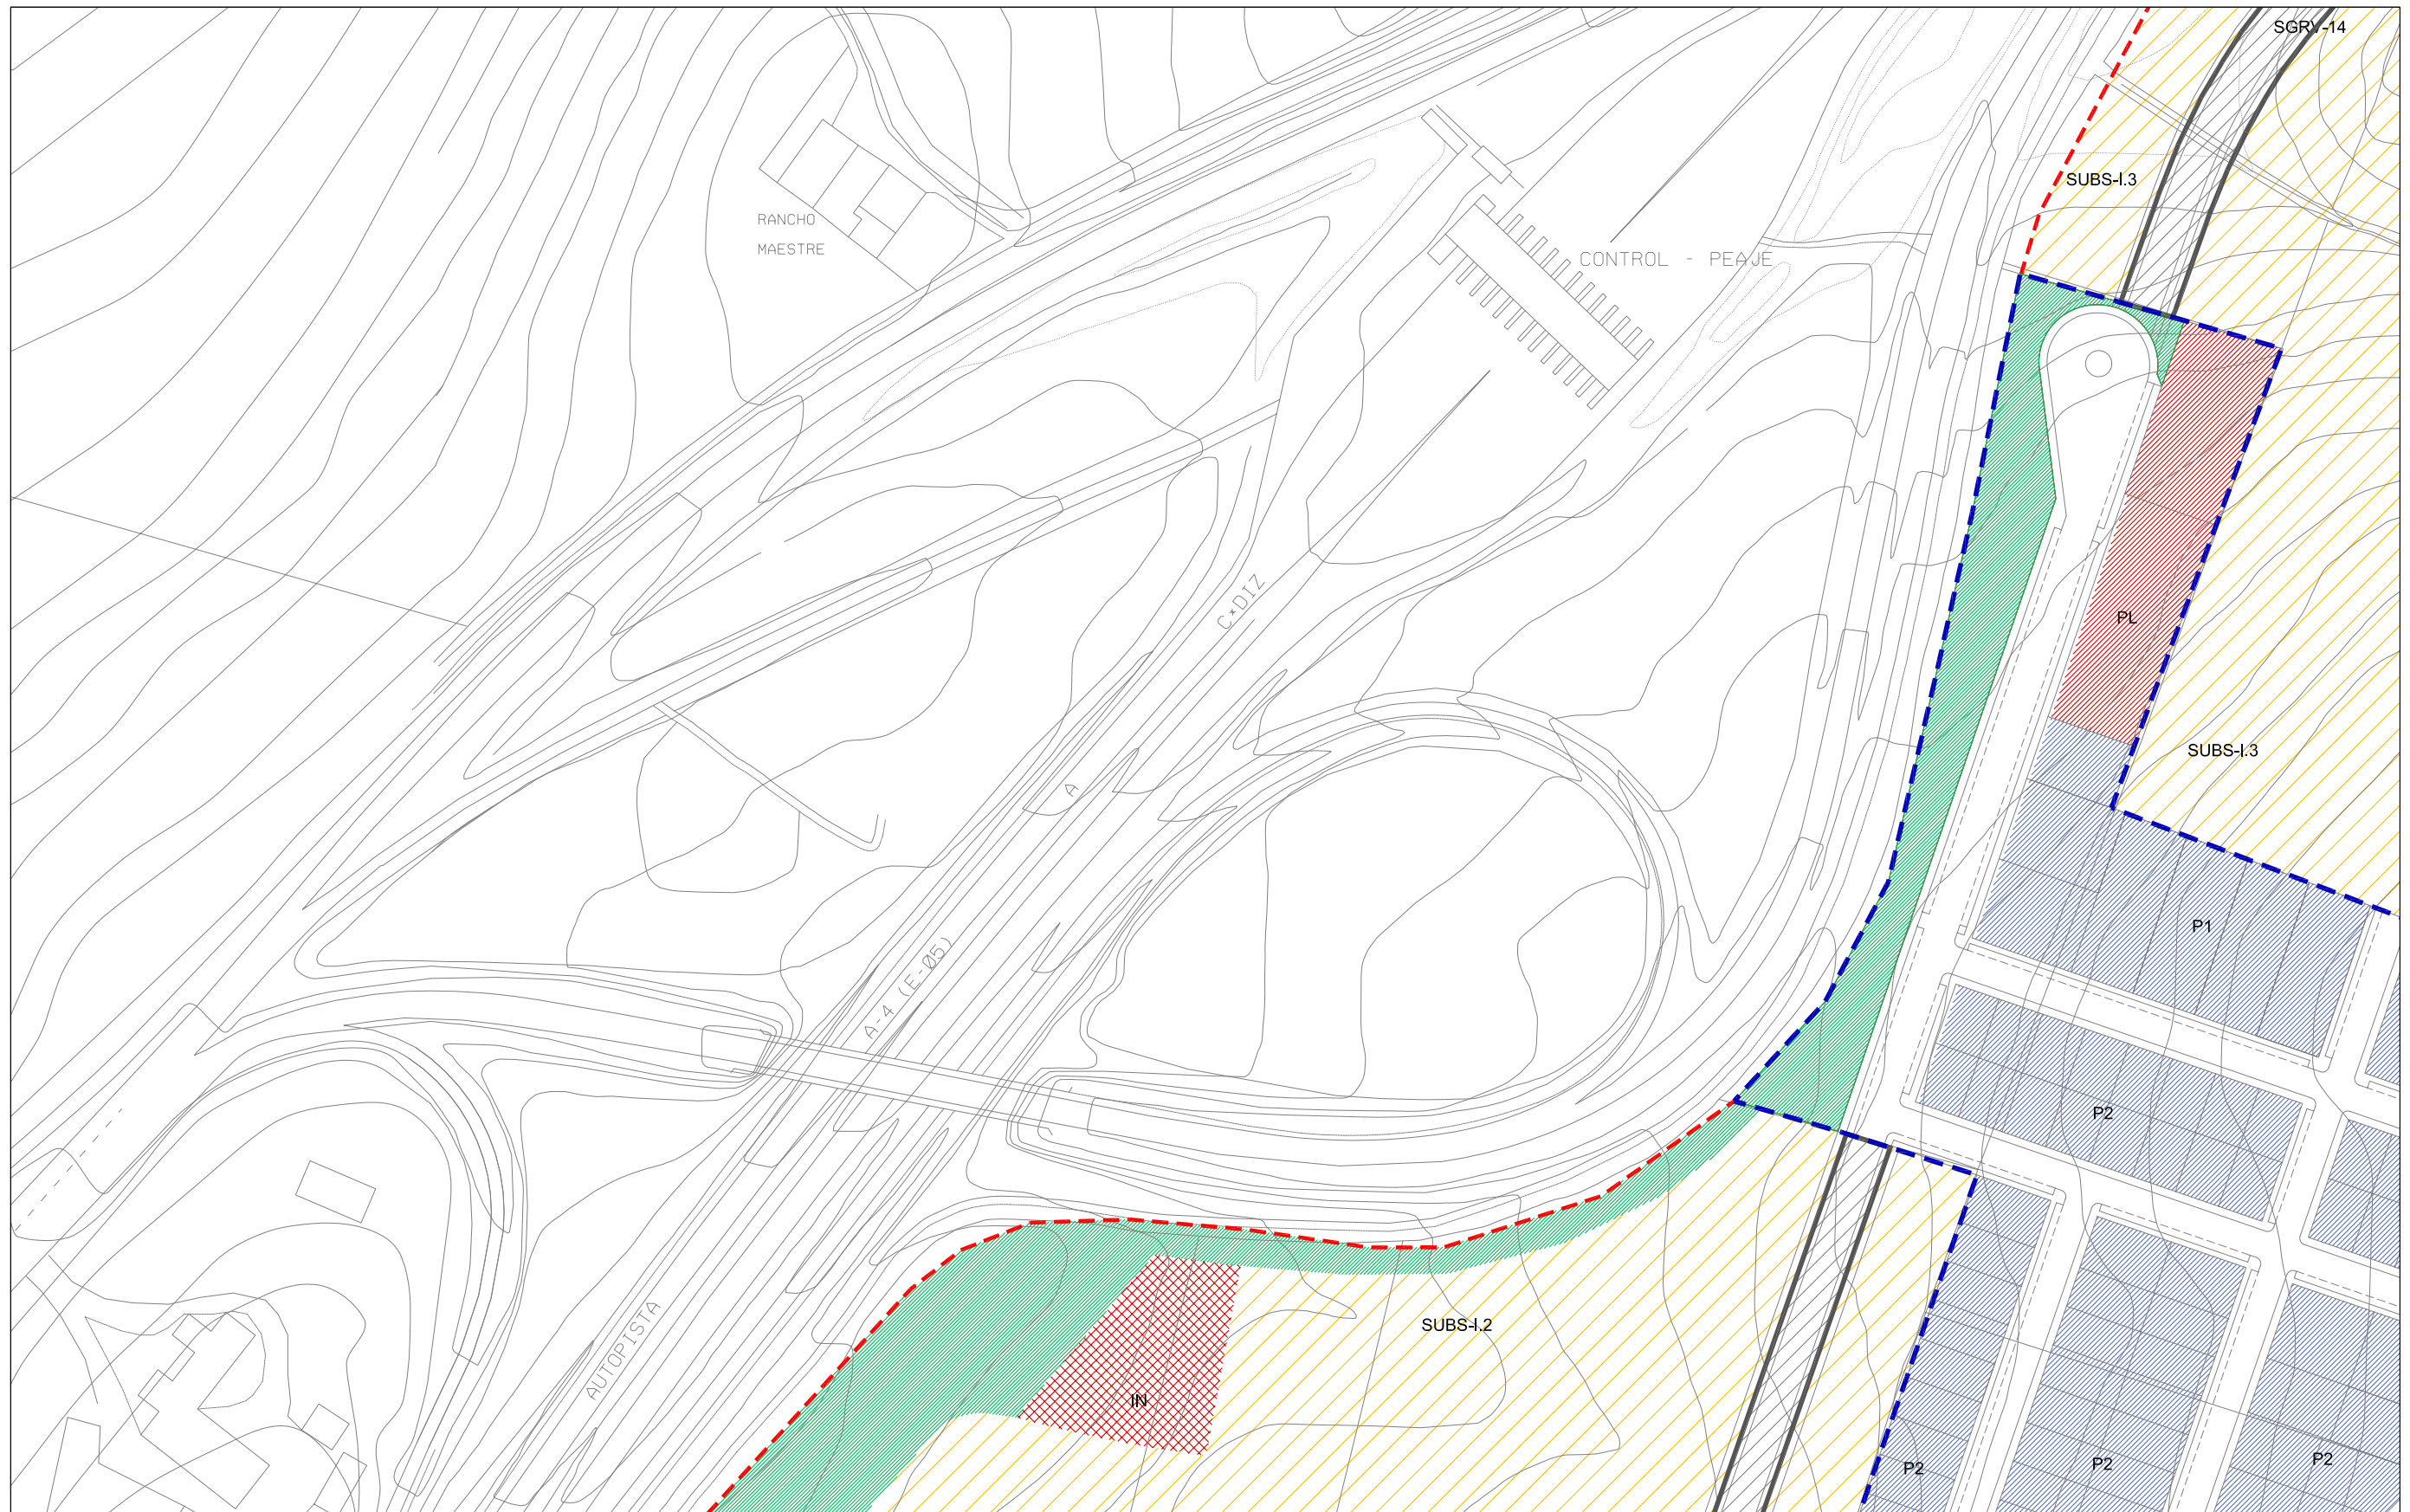 SGRV-14
SUBS-I.3
RANCHO
MAESTRE
CONTROL - PEAJE
C*DIZ
PL
SUBS-I.3
A
P1
A-4 (E-05)
P2
AUTOPISTA
SUBS-I.2
IN
P2
P2
P2